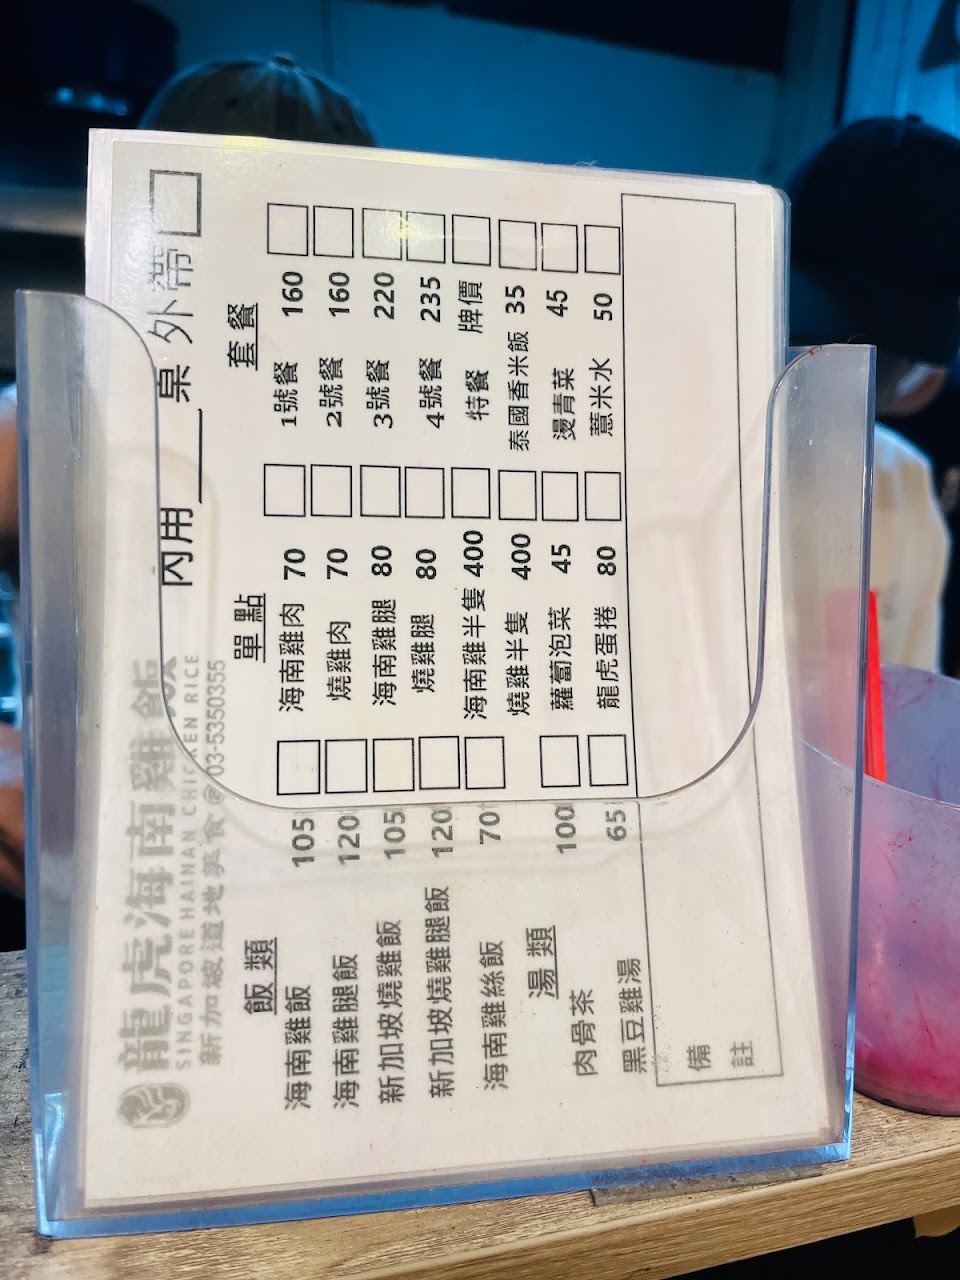 龍虎海南雞飯
SINGAPORE HAINAN CHICKEN RICE
新加坡道地美食@03-5350355
內用 ___ 桌 外帶 □
飯類
海南雞飯 105 □
海南雞腿飯 120 □
新加坡燒雞飯 105 □
新加坡燒雞腿飯 120 □
海南雞絲飯 70 □
湯類
肉骨茶 100 □
黑豆雞湯 65 □
單點
海南雞肉 70 □
燒雞肉 70 □
海南雞腿 80 □
燒雞腿 80 □
海南雞半隻 400 □
燒雞半隻 400 □
蘿蔔泡菜 45 □
龍虎蛋捲 80 □
套餐
1號餐 160 □
2號餐 160 □
3號餐 220 □
4號餐 235 □
特餐 牌價 □
泰國香米飯 35 □
燙青菜 45 □
薏米水 50 □
備註